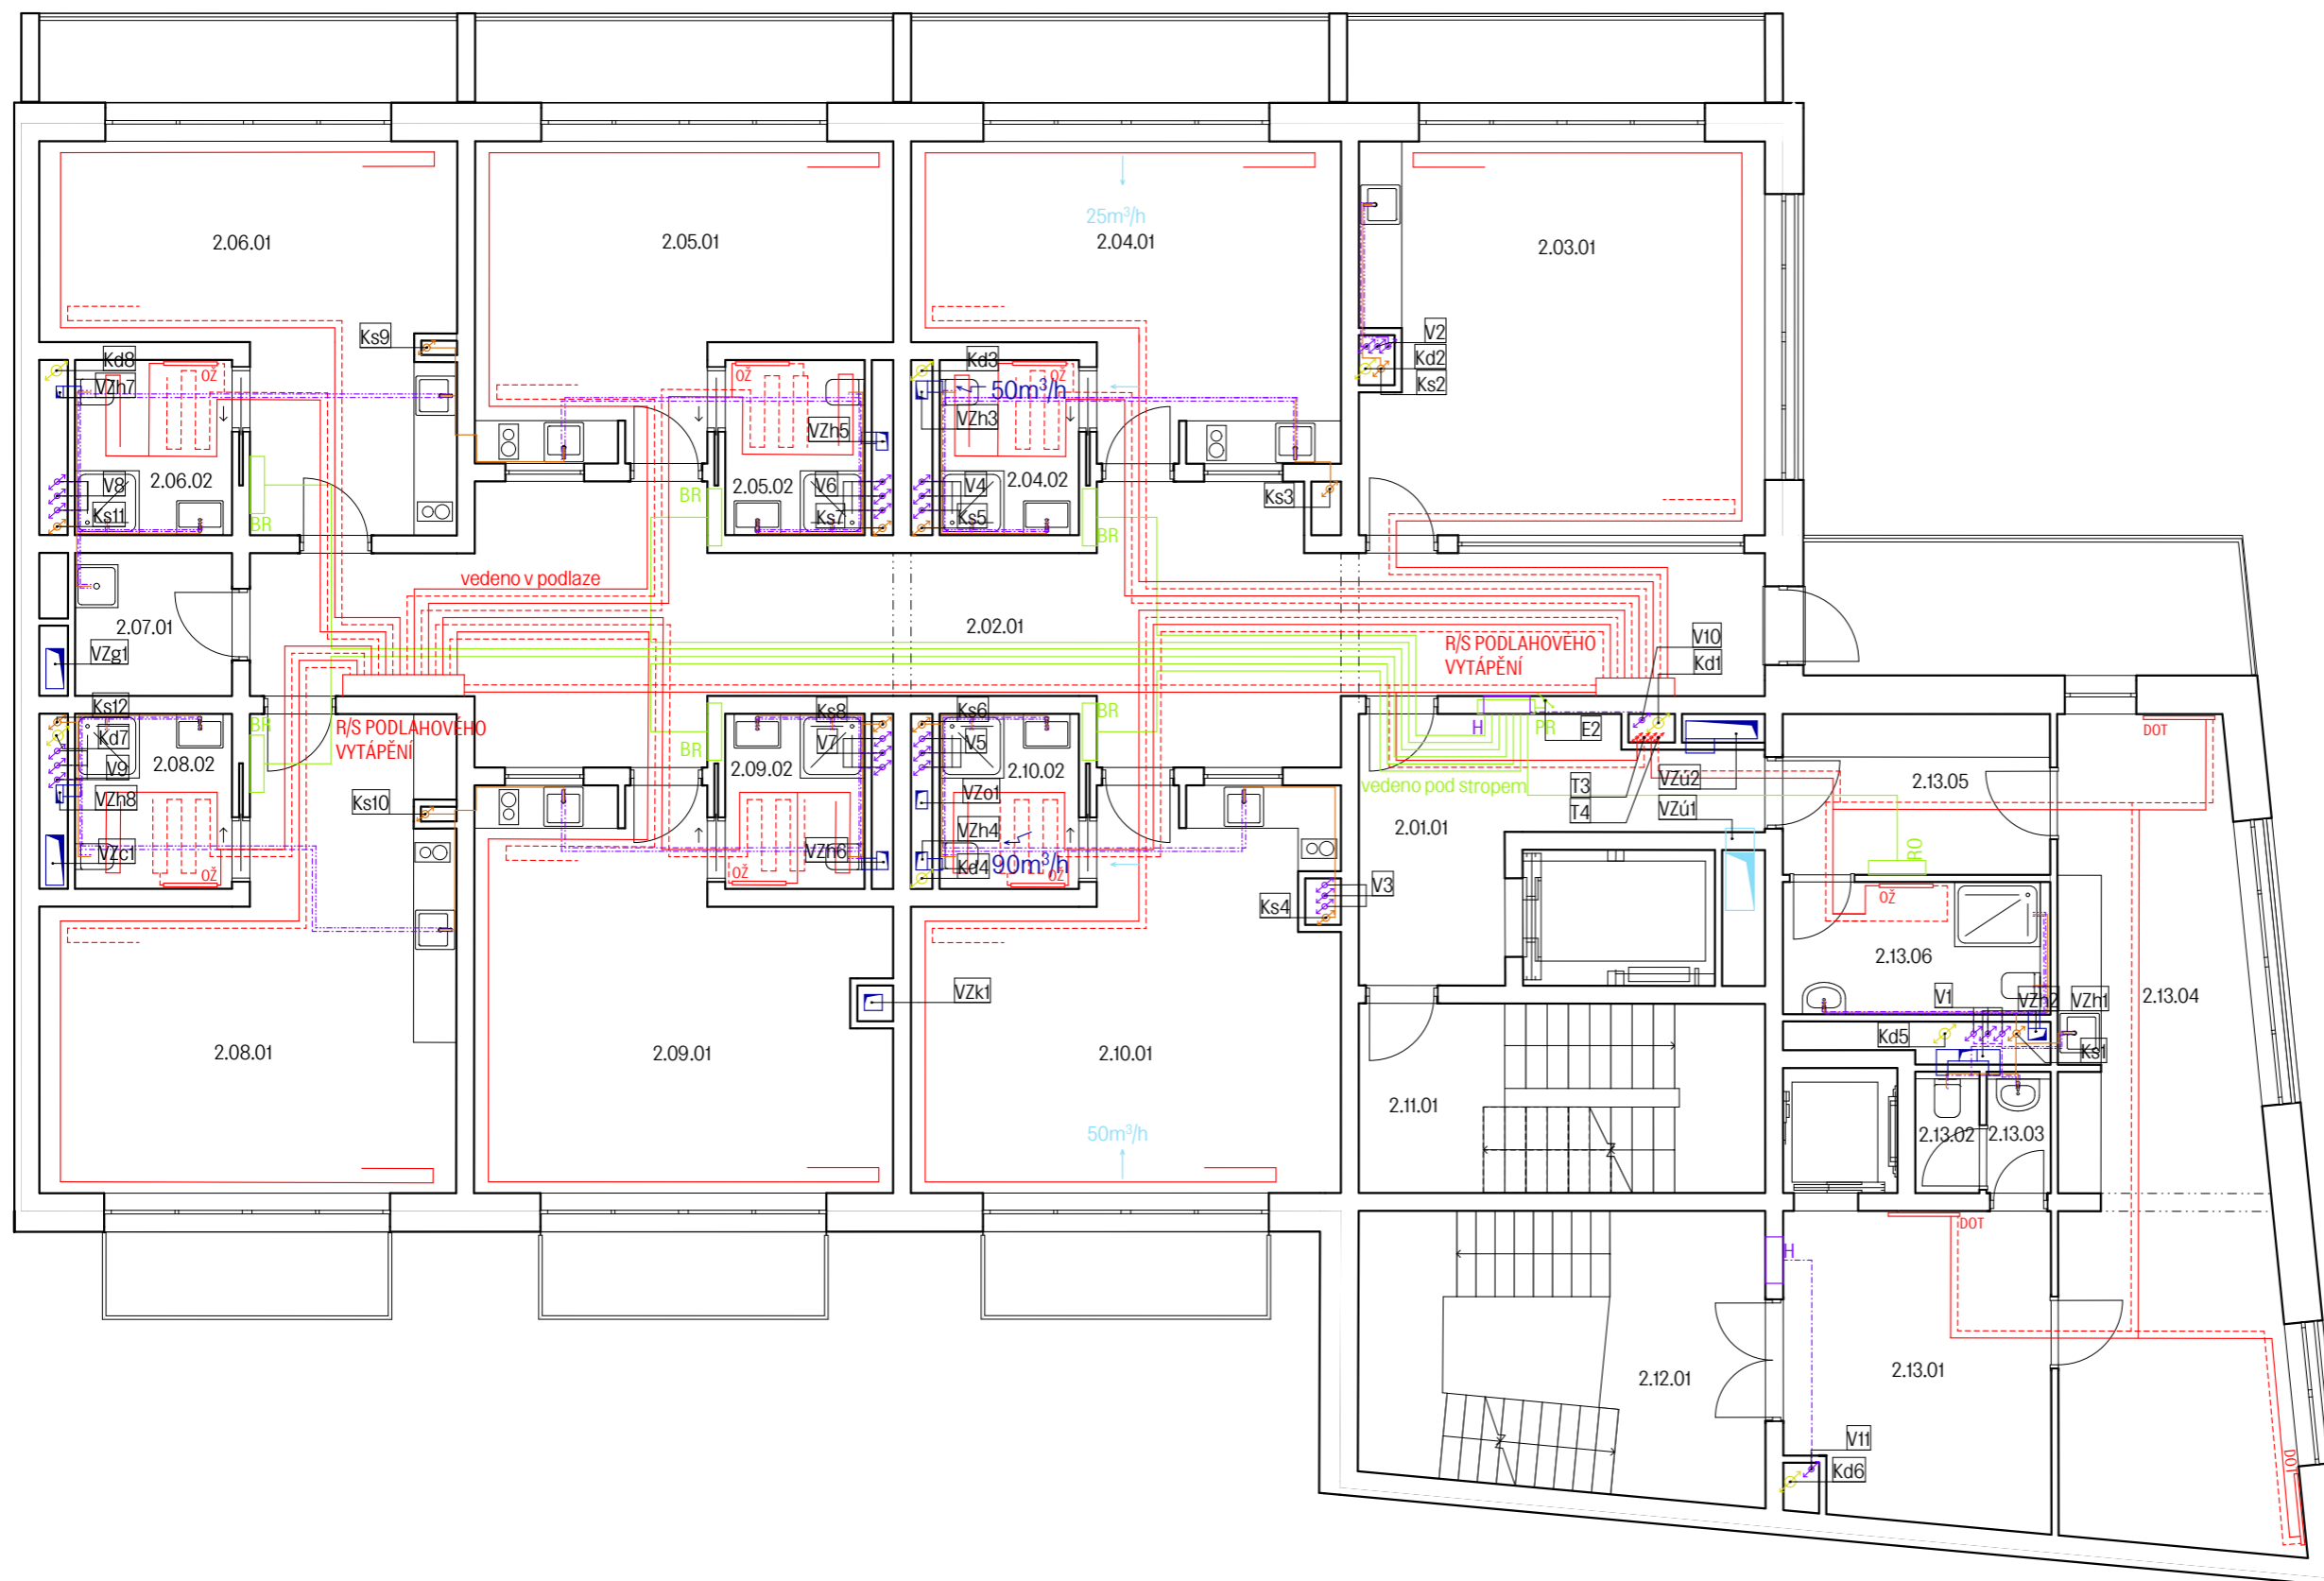 25m³/h
2.06.01
2.05.01
2.04.01
2.03.01
Ks9
V2
Kd8
Kd3
Kd2
OŽ
OŽ
OŽ
VZh7
50m³/h
Ks2
VZh5
VZh3
2.06.02
V8
2.05.02
V6
V4
2.04.02
BR
Ks3
Ks11
Ks7
Ks5
BR
BR
vedeno v podlaze
2.07.01
2.02.01
V10
R/S PODLAHOVÉHO
VYTÁPĚNÍ
VZg1
Kd1
Ks12
Ks8
Ks6
BR
BR
R/S PODLAHOVÉHO
VYTÁPĚNÍ
H
PR
E2
DOT
Kd7
V7
V5
BR
V9
2.08.02
2.09.02
2.10.02
vedeno pod stropem
T3
VZú2
2.13.05
VZh8
Ks10
VZo1
T4
VZú1
2.01.01
VZh4
VZc1
VZh6
90m³/h
Kd4
RO
OŽ
OŽ
OŽ
V3
OŽ
Ks4
2.13.06
VZk1
V1
VZh2
VZh1
2.13.04
Kd5
Ks1
2.08.01
2.09.01
2.10.01
2.11.01
50m³/h
2.13.02
2.13.03
DOT
H
2.12.01
2.13.01
V11
Kd6
DOT